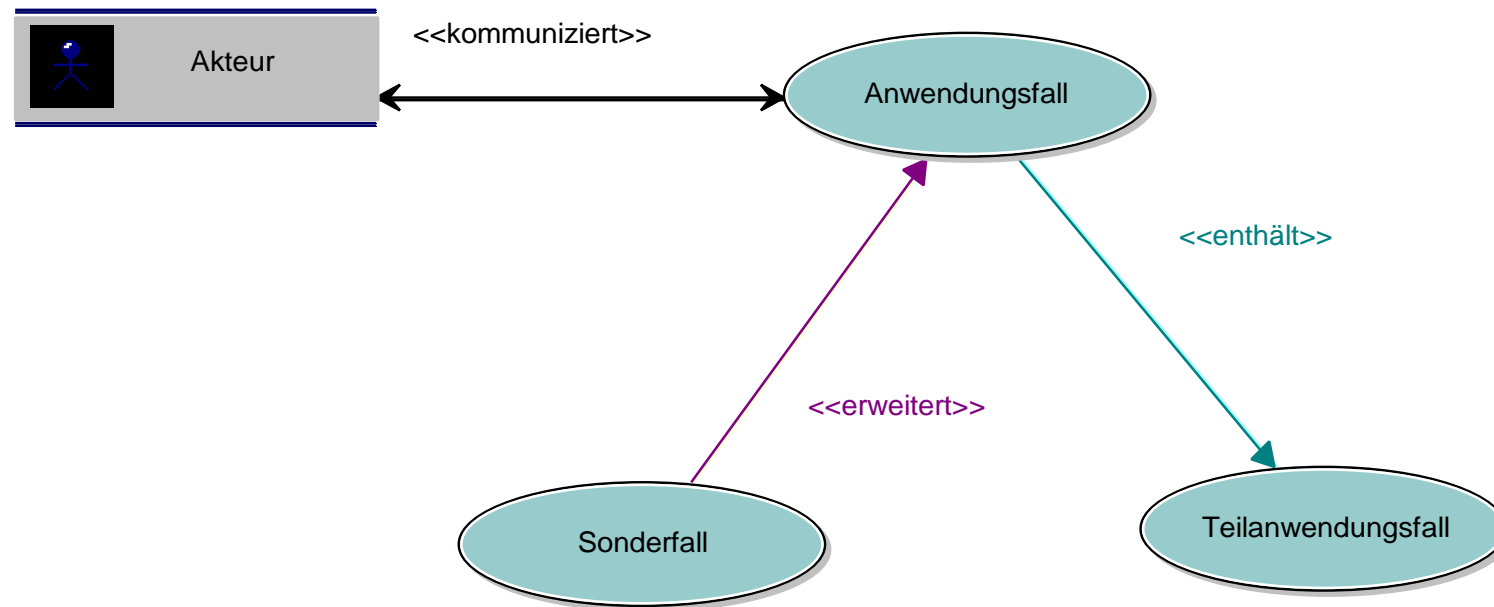 <<kommuniziert>>
Akteur
Anwendungsfall
<<enthält>>
<<erweitert>>
Teilanwendungsfall
Sonderfall